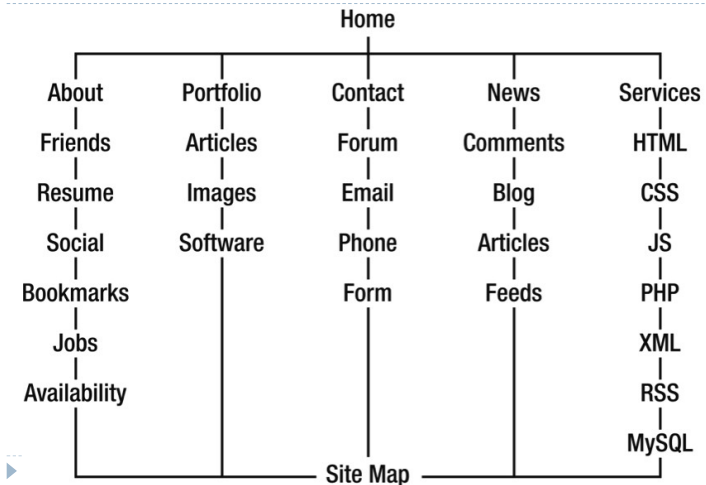 Home
About Portfolio Contact News Services
Friends Articles Forum Comments HTML
Resume Images Email Blog CSS
Social Software Phone Articles JS
Bookmarks Form Feeds PHP
Jobs XML
Availability RSS
MySQL
Site Map